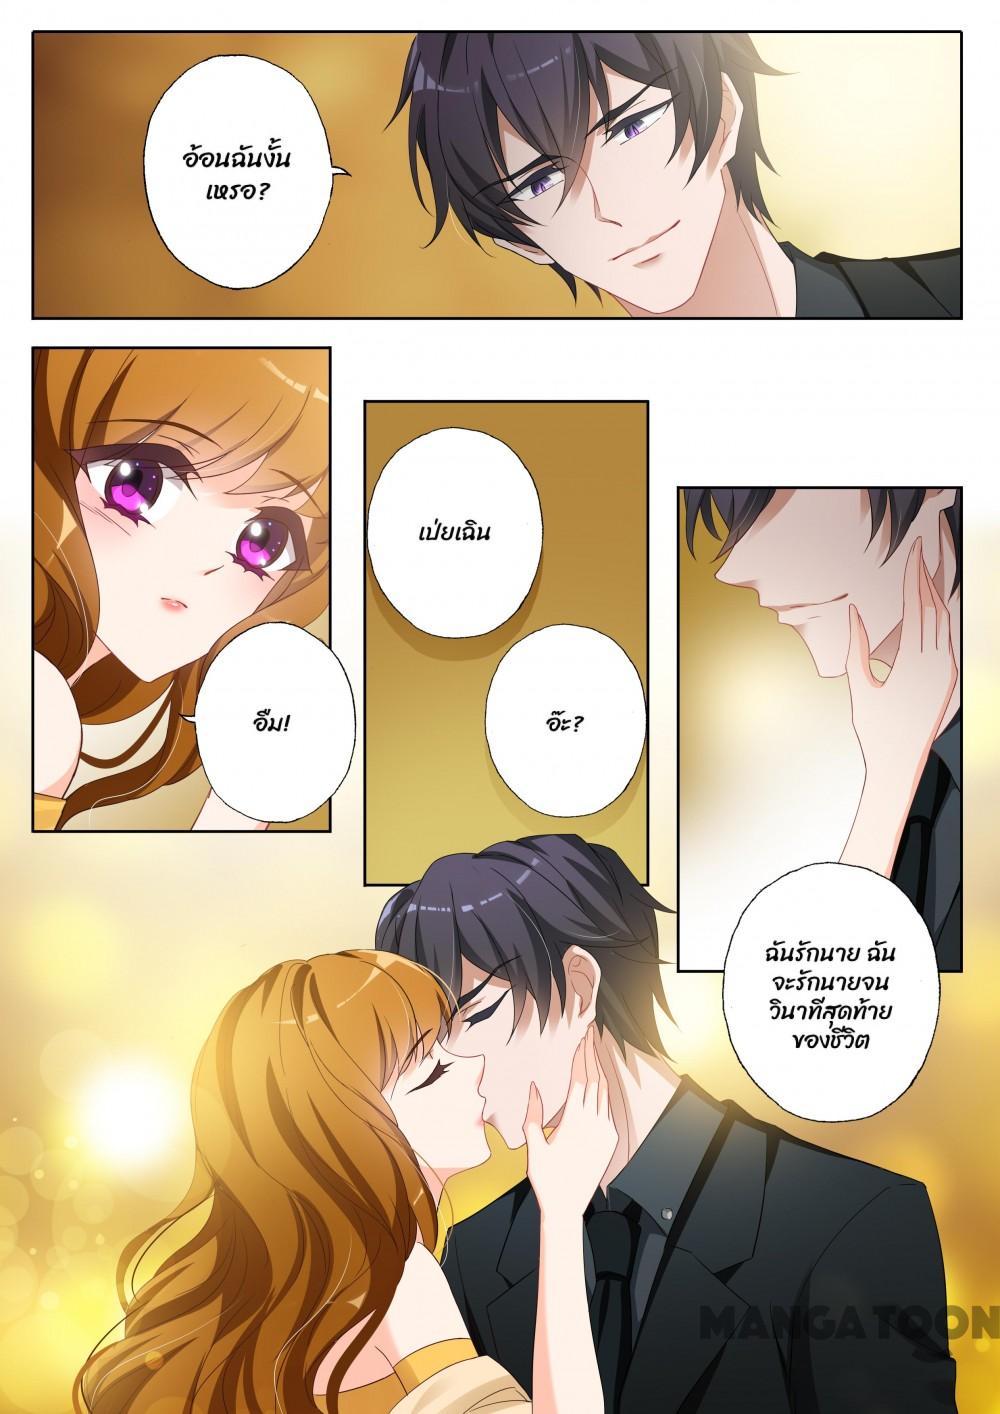 อ้อนฉันงั้น
เหรอ?
อืม!
เป่ยเฉิน
อ๊ะ?
ฉันรักนาย ฉัน
จะรักนายจน
วินาทีสุดท้าย
ของชีวิต
MANGATOON